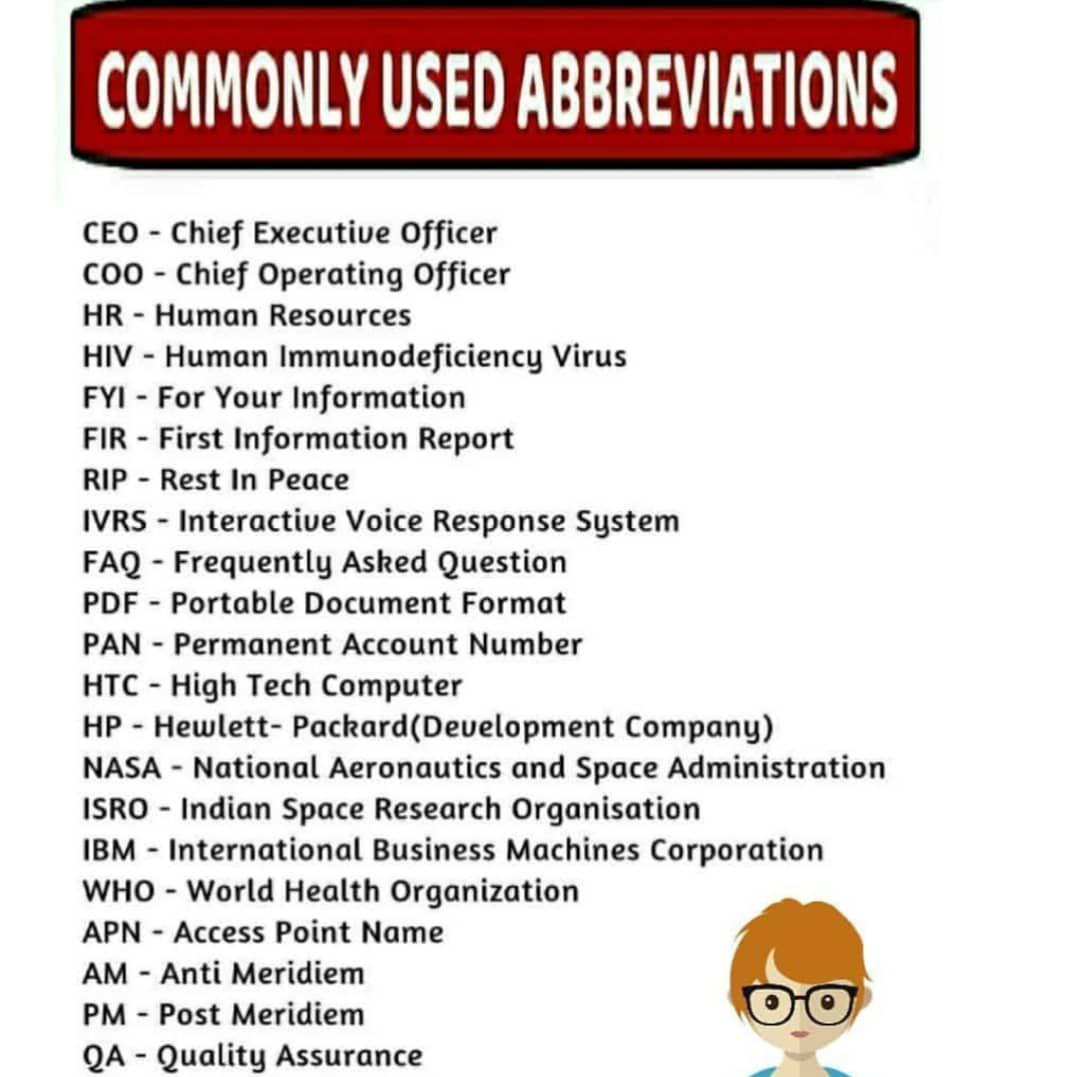 COMMONLY USED ABBREVIATIONS
CEO - Chief Executive Officer
COO - Chief Operating Officer
HR - Human Resources
HIV - Human Immunodeficiency Virus
FYI - For Your Information
FIR - First Information Report
RIP - Rest In Peace
IVRS - Interactive Voice Response System
FAQ - Frequently Asked Question
PDF - Portable Document Format
PAN - Permanent Account Number
HTC - High Tech Computer
HP - Hewlett- Packard(Development Company)
NASA - National Aeronautics and Space Administration
ISRO - Indian Space Research Organisation
IBM - International Business Machines Corporation
WHO - World Health Organization
APN - Access Point Name
AM - Anti Meridiem
PM - Post Meridiem
QA - Quality Assurance